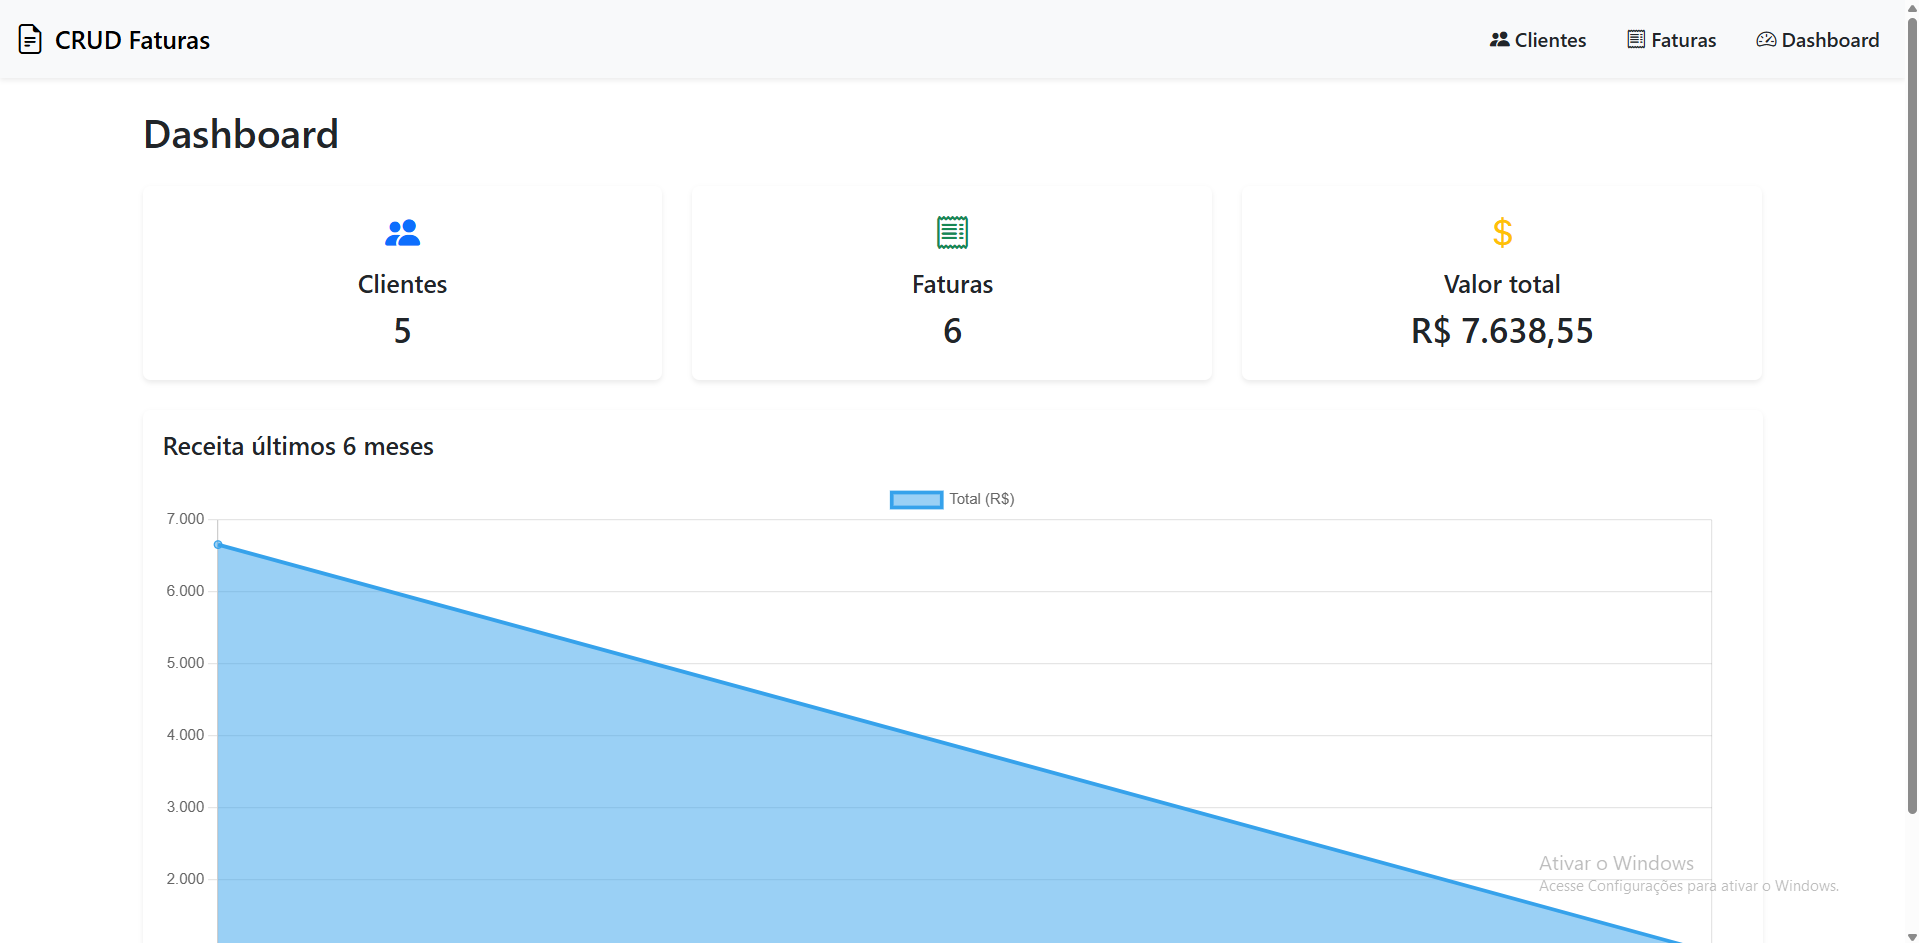 CRUD Faturas
Clientes
Faturas
Dashboard
Dashboard
Clientes
5
Faturas
6
Valor total
R$ 7.638,55
Receita últimos 6 meses
Total (R$)
7.000
6.000
5.000
4.000
3.000
2.000
Ativar o Windows
Acesse Configurações para ativar o Windows.